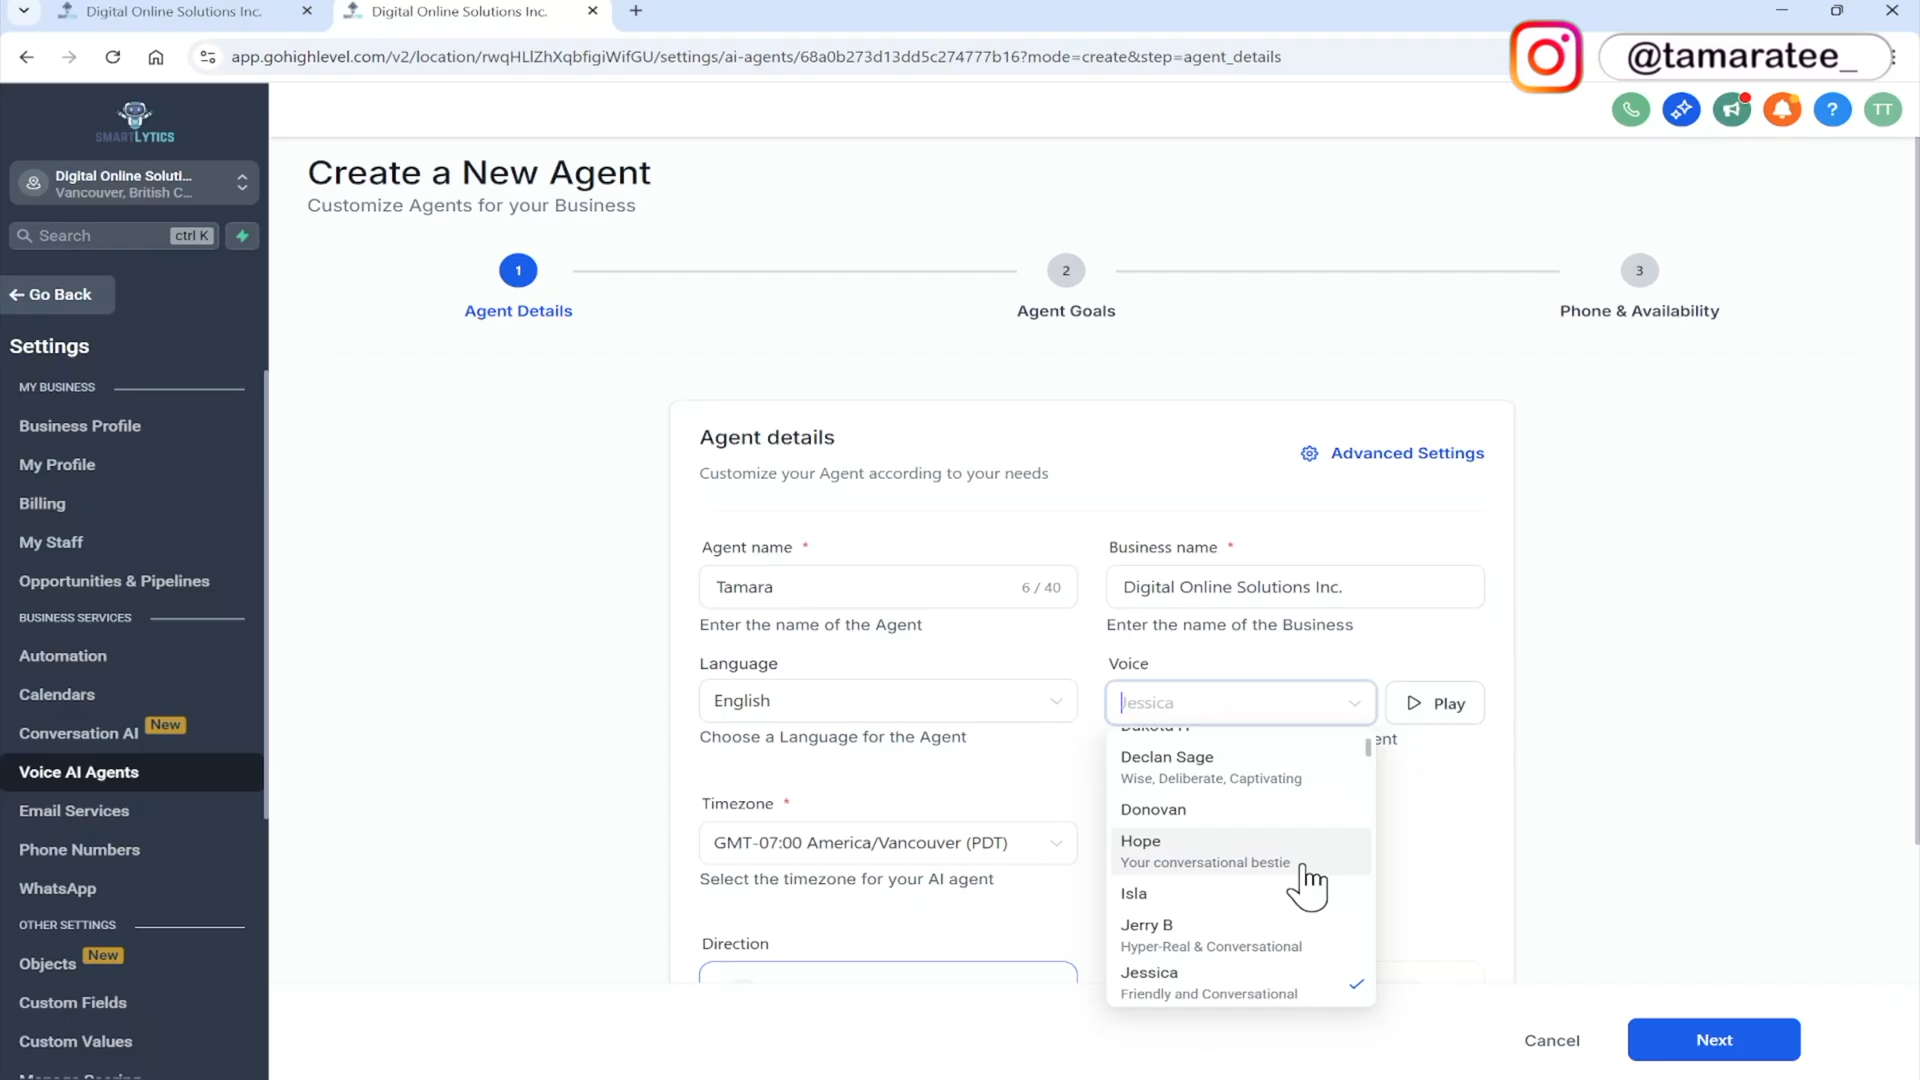 Digital Online Solutions Inc.
Digital Online Solutions Inc.
app.gohighlevel.com/v2/location/rwqHLlZhXqbfigiWifGU/settings/ai-agents/68a0b273d13dd5c274777b16?mode=create&step=agent_details
@tamaratee_
SMARTLYTICS
TT
Digital Online Soluti...
Vancouver, British C...
Search ctrl K
Go Back
Settings
MY BUSINESS
Business Profile
My Profile
Billing
My Staff
Opportunities & Pipelines
BUSINESS SERVICES
Automation
Calendars
Conversation AI New
Voice AI Agents
Email Services
Phone Numbers
WhatsApp
OTHER SETTINGS
Objects New
Custom Fields
Custom Values
Create a New Agent
Customize Agents for your Business
1
2
3
Agent Details
Agent Goals
Phone & Availability
Agent details
Advanced Settings
Customize your Agent according to your needs
Agent name *
Business name *
Tamara 6 / 40
Digital Online Solutions Inc.
Enter the name of the Agent
Enter the name of the Business
Language
Voice
English
Jessica
Play
Choose a Language for the Agent
ent
Declan Sage
Wise, Deliberate, Captivating
Timezone *
Donovan
GMT-07:00 America/Vancouver (PDT)
Hope
Your conversational bestie
Select the timezone for your AI agent
Isla
Jerry B
Hyper-Real & Conversational
Direction
Jessica
Friendly and Conversational
Cancel
Next